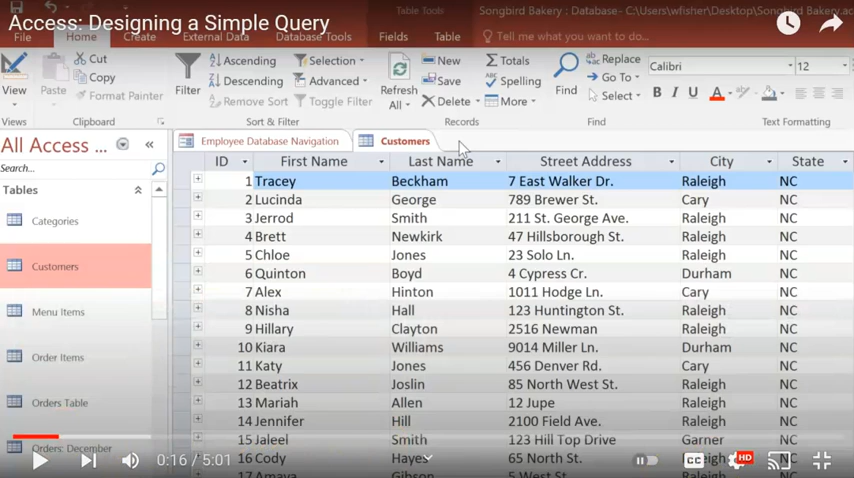 Table Tools Songbird Bakery : Database- C:\Users\wfisher\Desktop\Songbird Bakery.ac
Access: Designing a Simple Query
File Home Create External Data Database Tools Fields Table Tell me what you want to do...
View
Views
Paste
Cut
Copy
Format Painter
Clipboard
Filter
Ascending
Descending
Remove Sort
Selection
Advanced
Toggle Filter
Sort & Filter
Refresh
All
New
Save
Delete
Totals
Spelling
More
Records
Find
Replace
Go To
Select
Find
Calibri 12
B I U A
Text Formatting
All Access ...
Search...
Tables
Categories
Customers
Menu Items
Order Items
Orders Table
Orders: December
Employee Database Navigation Customers
ID First Name Last Name Street Address City State
1 Tracey Beckham 7 East Walker Dr. Raleigh NC
2 Lucinda George 789 Brewer St. Cary NC
3 Jerrod Smith 211 St. George Ave. Raleigh NC
4 Brett Newkirk 47 Hillsborough St. Raleigh NC
5 Chloe Jones 23 Solo Ln. Raleigh NC
6 Quinton Boyd 4 Cypress Cr. Durham NC
7 Alex Hinton 1011 Hodge Ln. Cary NC
8 Nisha Hall 123 Huntington St. Raleigh NC
9 Hillary Clayton 2516 Newman Raleigh NC
10 Kiara Williams 9014 Miller Ln. Durham NC
11 Katy Jones 456 Denver Rd. Cary NC
12 Beatrix Joslin 85 North West St. Raleigh NC
13 Mariah Allen 12 Jupe Raleigh NC
14 Jennifer Hill 2100 Field Ave. Raleigh NC
15 Jaleel Smith 123 Hill Top Drive Garner NC
16 Cody Hayes 65 North St. Raleigh NC
17 Amaya Gibson 5 West St. Raleigh NC
0:16 / 5:01 CC HD